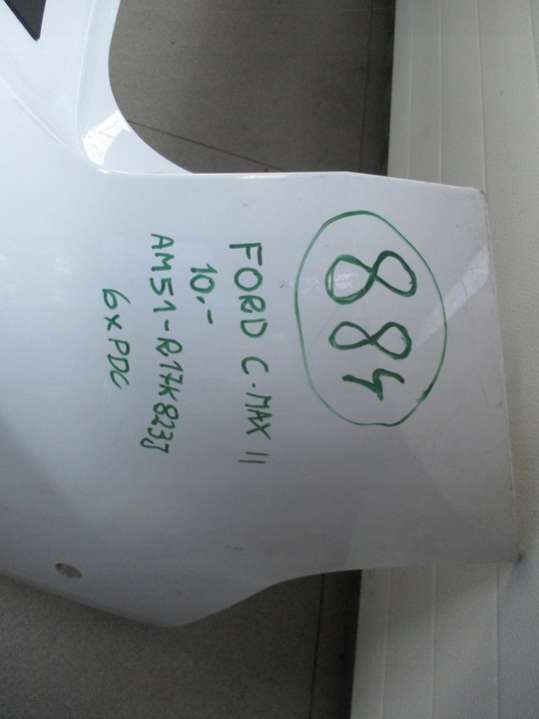 884
FORD C-MAX II
10.-
AM51-R17K823J
6xPDC